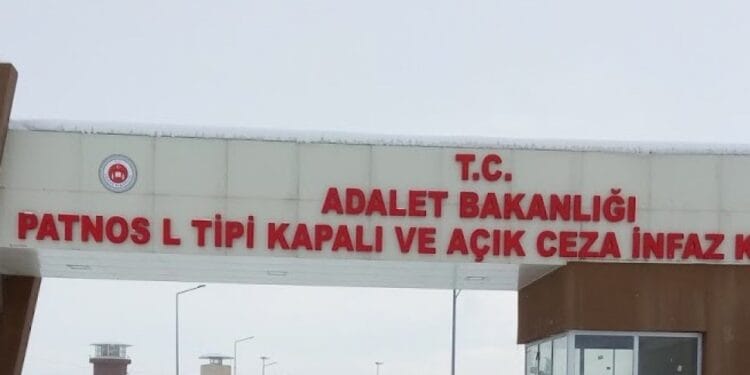 T.C.
ADALET BAKANLIĞI
PATNOS L TİPİ KAPALI VE AÇIK CEZA İNFAZ K